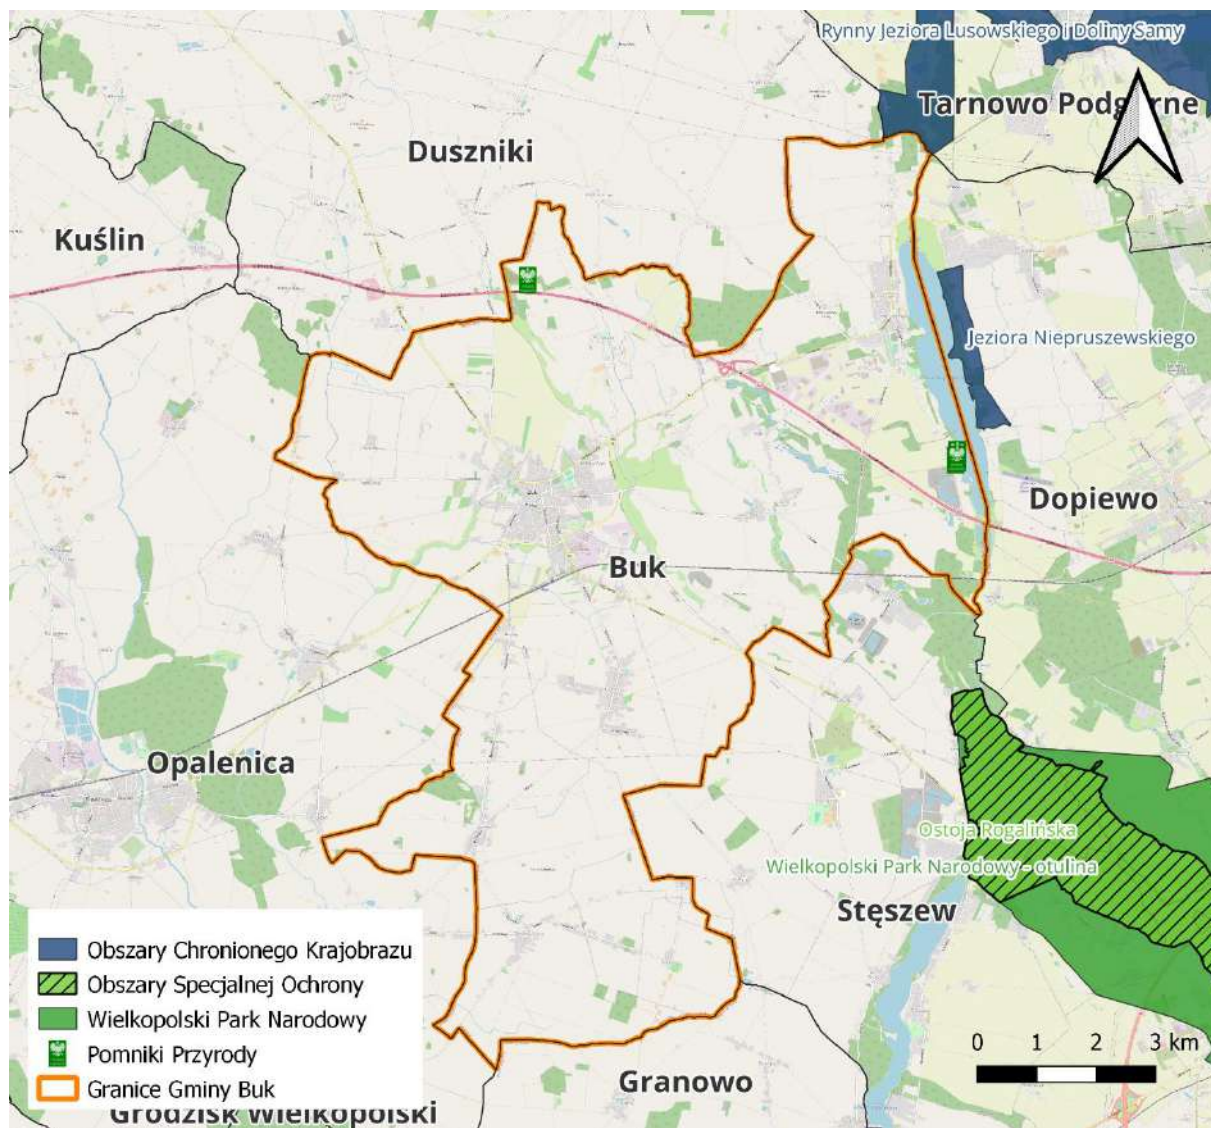 Rynny Jeziora Lusowskiego i Doliny Samy
Tarnowo Podgórne
Duszniki
Kuślin
Jeziora Niepruszewskiego
Dopiewo
Buk
Opalenica
Ostoja Rogalińska
Wielkopolski Park Narodowy - otulina
Stęszew
Obszary Chronionego Krajobrazu
Obszary Specjalnej Ochrony
Wielkopolski Park Narodowy
Pomniki Przyrody
Granice Gminy Buk
0 1 2 3 km
Granowo
Grodzisk Wielkopolski